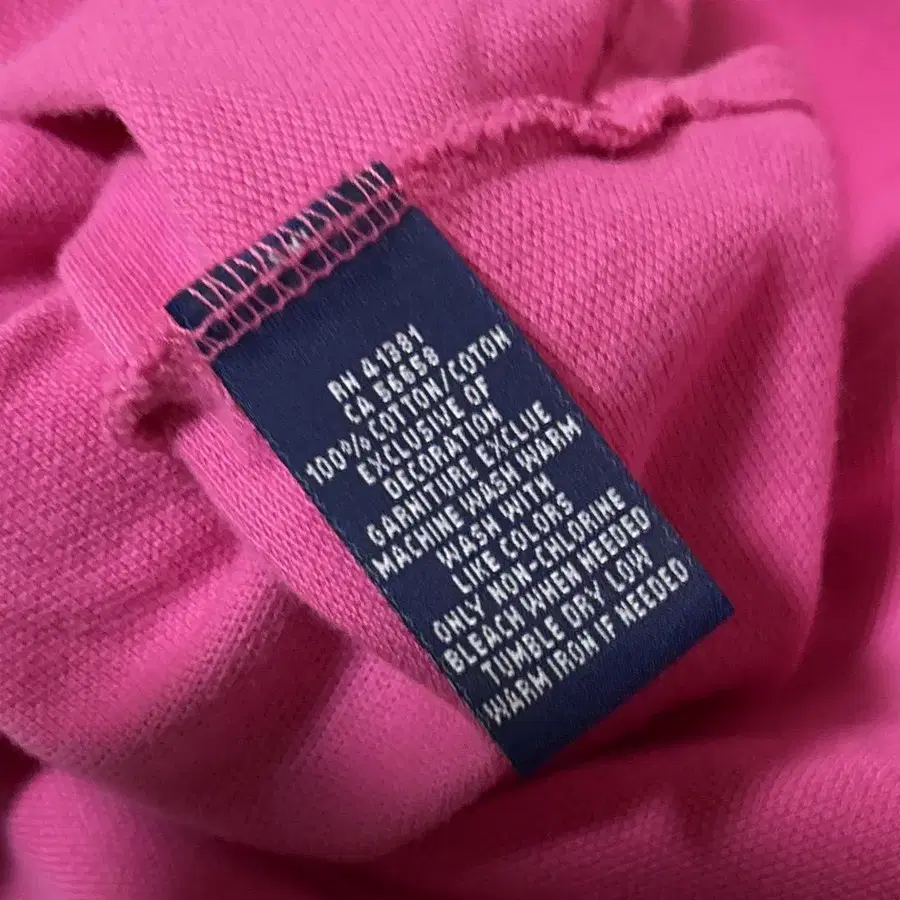 RN 41381
CA 56658
100% COTTON/COTON
EXCLUSIVE OF
DECORATION
GARNITURE EXCLUE
MACHINE WASH WARM
WASH WITH
LIKE COLORS
ONLY NON-CHLORINE
BLEACH WHEN NEEDED
TUMBLE DRY LOW
WARM IRON IF NEEDED